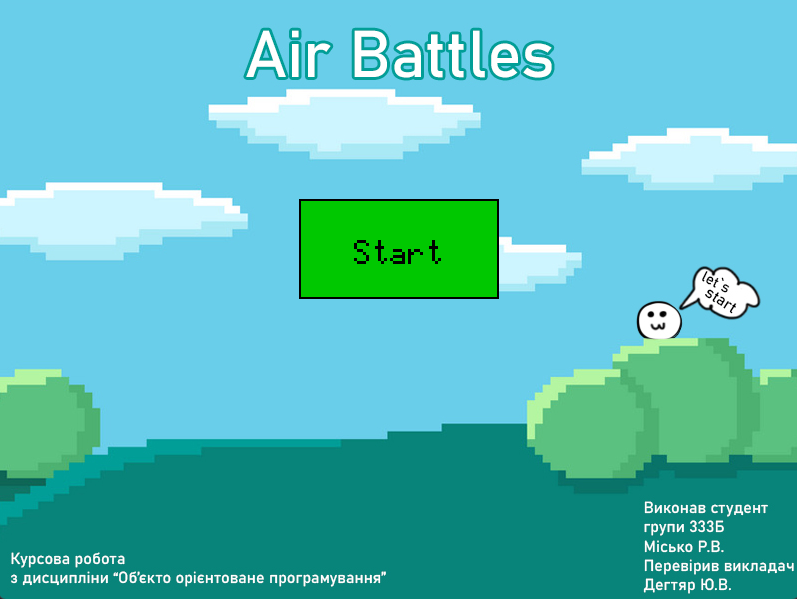 Air Battles
Start
let`s
start
Виконав студент
групи 333Б
Місько Р.В.
Перевірив викладач
Дегтяр Ю.В.
Курсова робота
з дисципліни “Об’єкто орієнтоване програмування”